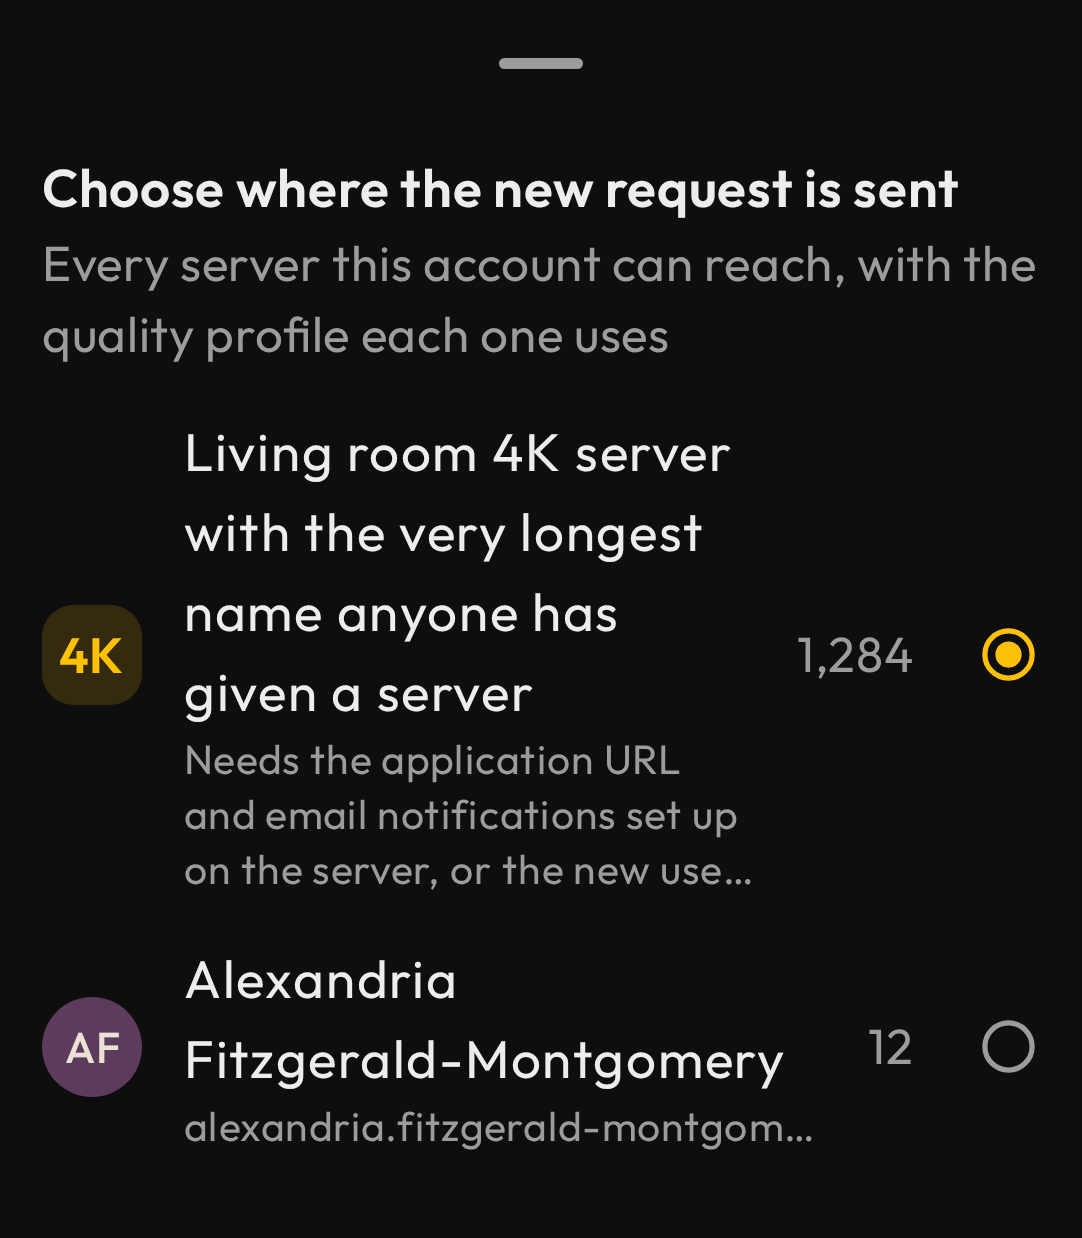 Choose where the new request is sent
Every server this account can reach, with the
quality profile each one uses
Living room 4K server
with the very longest
name anyone has
given a server
4K
1,284
Needs the application URL
and email notifications set up
on the server, or the new use…
Alexandria
Fitzgerald-Montgomery
AF
12
alexandria.fitzgerald-montgom…